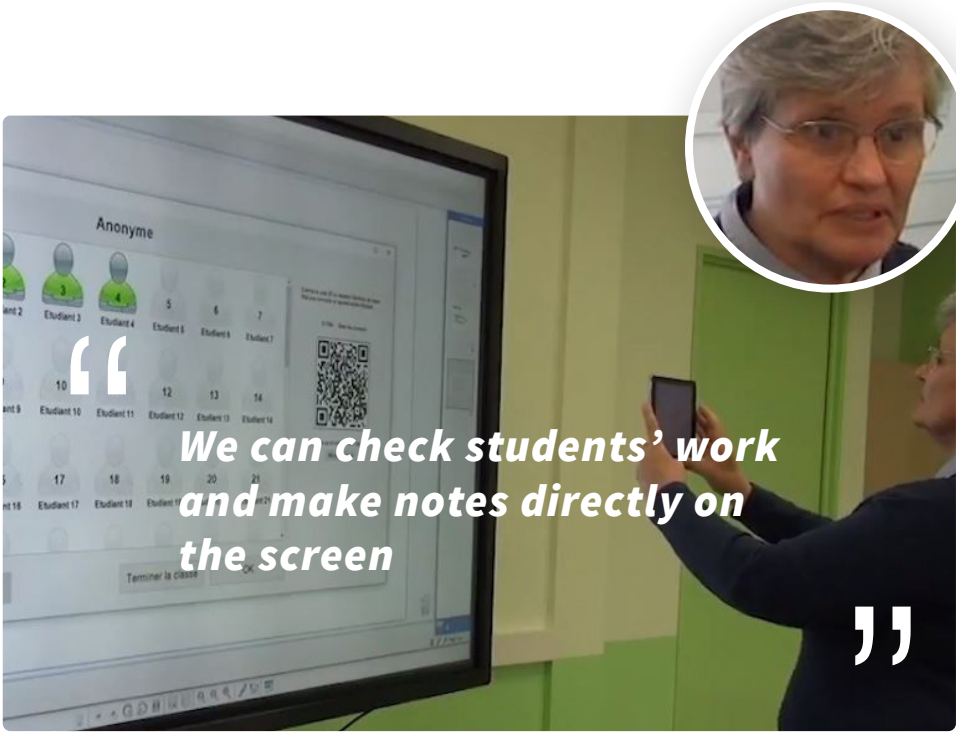 Anonyme
2 3 4 5 6 7
Etudiant 3 Etudiant 4 Etudiant 5 Etudiant 6 Etudiant 7
10 12 13 14
Etudiant 10 Etudiant 11 Etudiant 12 Etudiant 13 Etudiant 14
17 18 19 20 21
Etudiant 17 Etudiant 18
“
We can check students’ work
and make notes directly on
the screen
Terminer la classe OK
”